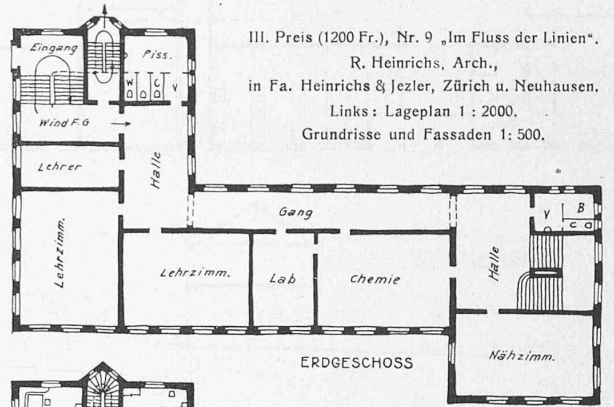 III. Preis (1200 Fr.), Nr. 9 „Im Fluss der Linien“.
R. Heinrichs, Arch.,
in Fa. Heinrichs & Jezler, Zürich u. Neuhausen.
Links: Lageplan 1 : 2000.
Grundrisse und Fassaden 1: 500.
Eingang
Piss.
W
C
V
Wind F.G
Lehrer
Halle
Lehrzimm.
Gang
Lehrzimm.
Lab
Chemie
Halle
V
B
C
Nähzimm.
ERDGESCHOSS